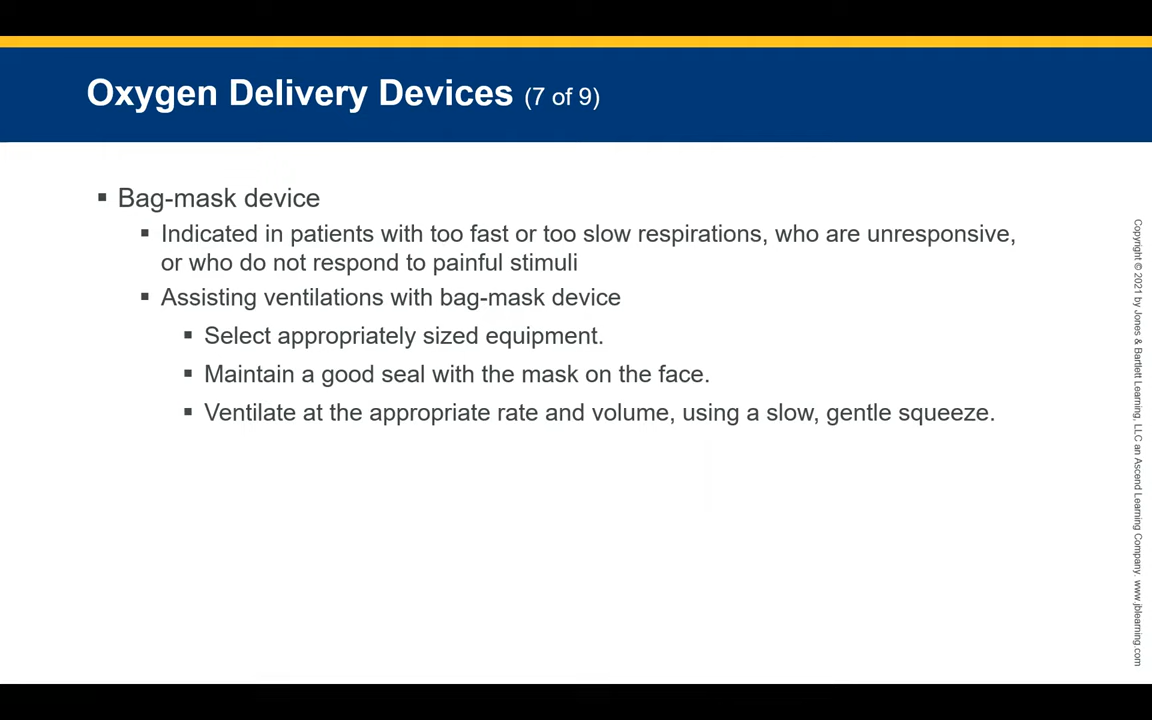 Oxygen Delivery Devices (7 of 9)
▪ Bag-mask device
▪ Indicated in patients with too fast or too slow respirations, who are unresponsive,
or who do not respond to painful stimuli
▪ Assisting ventilations with bag-mask device
▪ Select appropriately sized equipment.
▪ Maintain a good seal with the mask on the face.
▪ Ventilate at the appropriate rate and volume, using a slow, gentle squeeze.
Copyright © 2021 by Jones & Bartlett Learning, LLC an Ascend Learning Company. www.jblearning.com